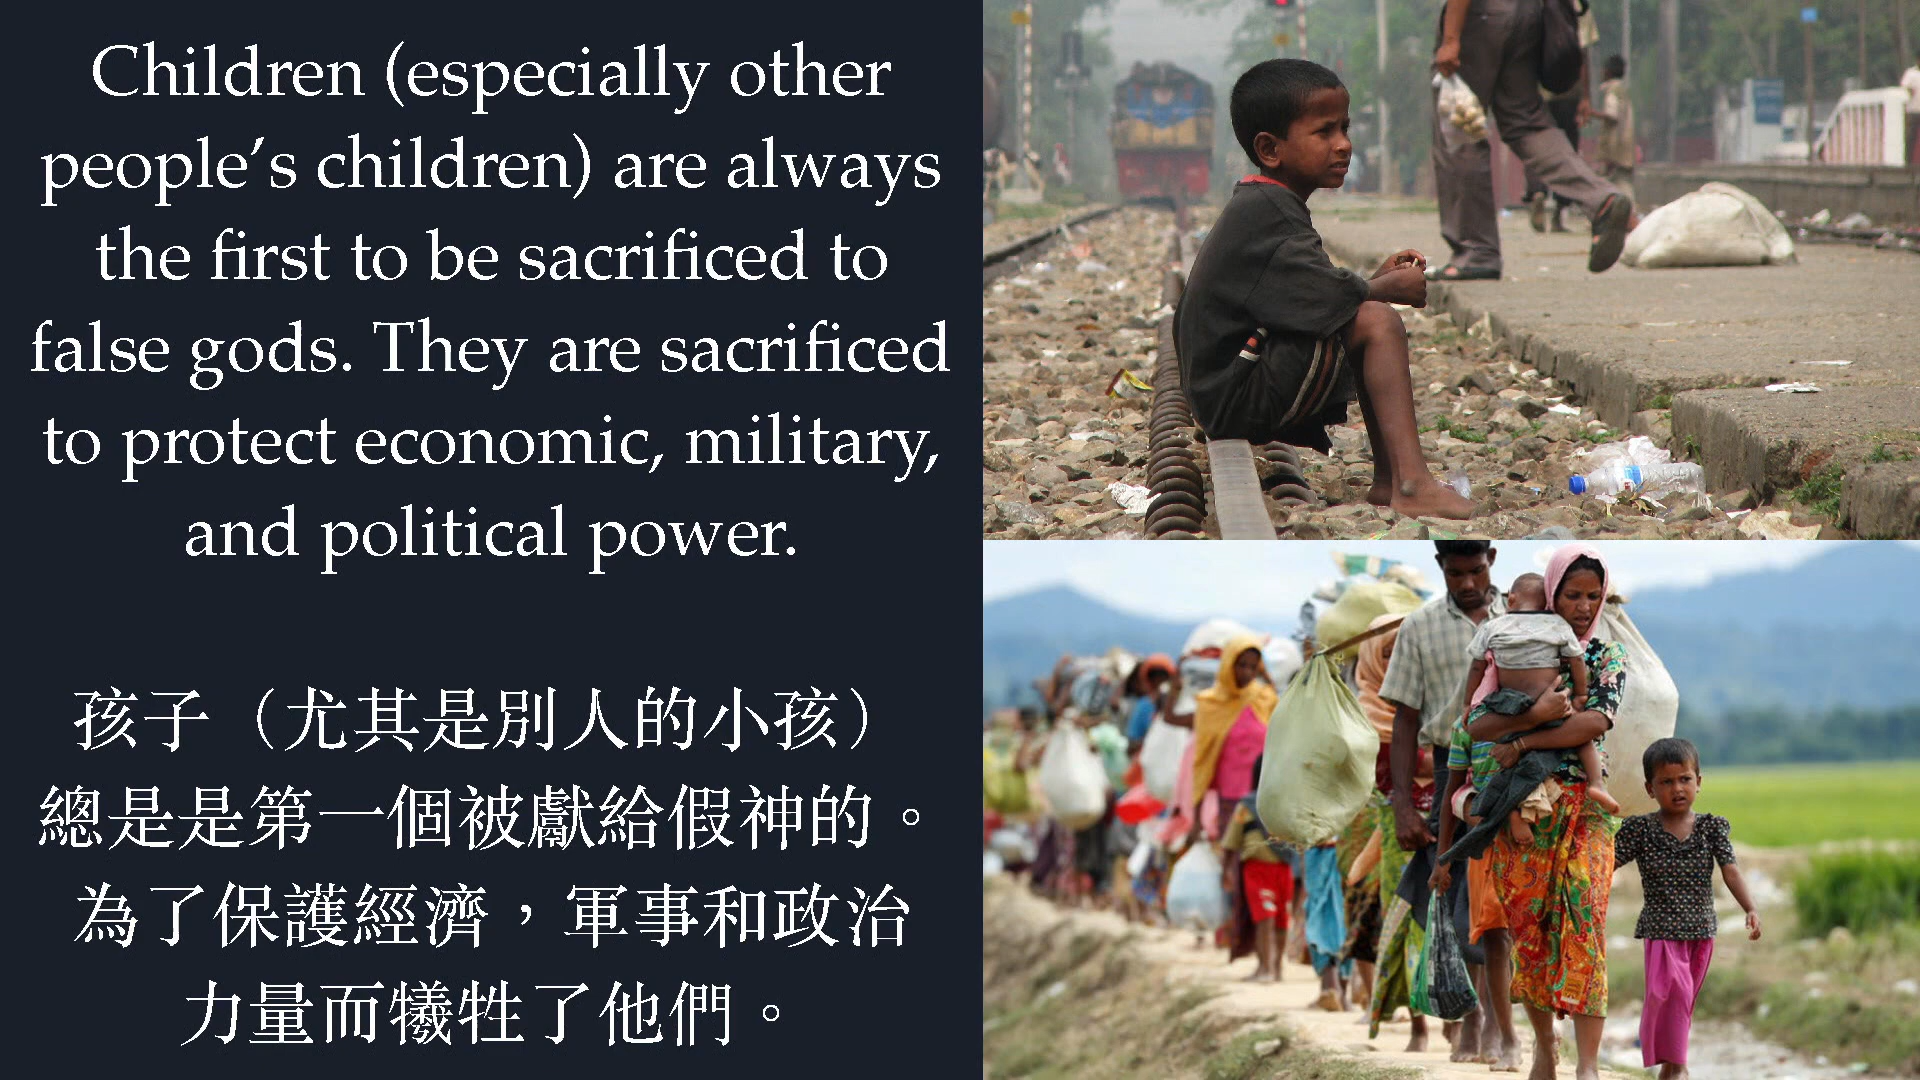 Children (especially other
people’s children) are always
the first to be sacrificed to
false gods. They are sacrificed
to protect economic, military,
and political power.
孩子（尤其是別人的小孩）
總是是第一個被獻給假神的。
為了保護經濟，軍事和政治
力量而犧牲了他們。